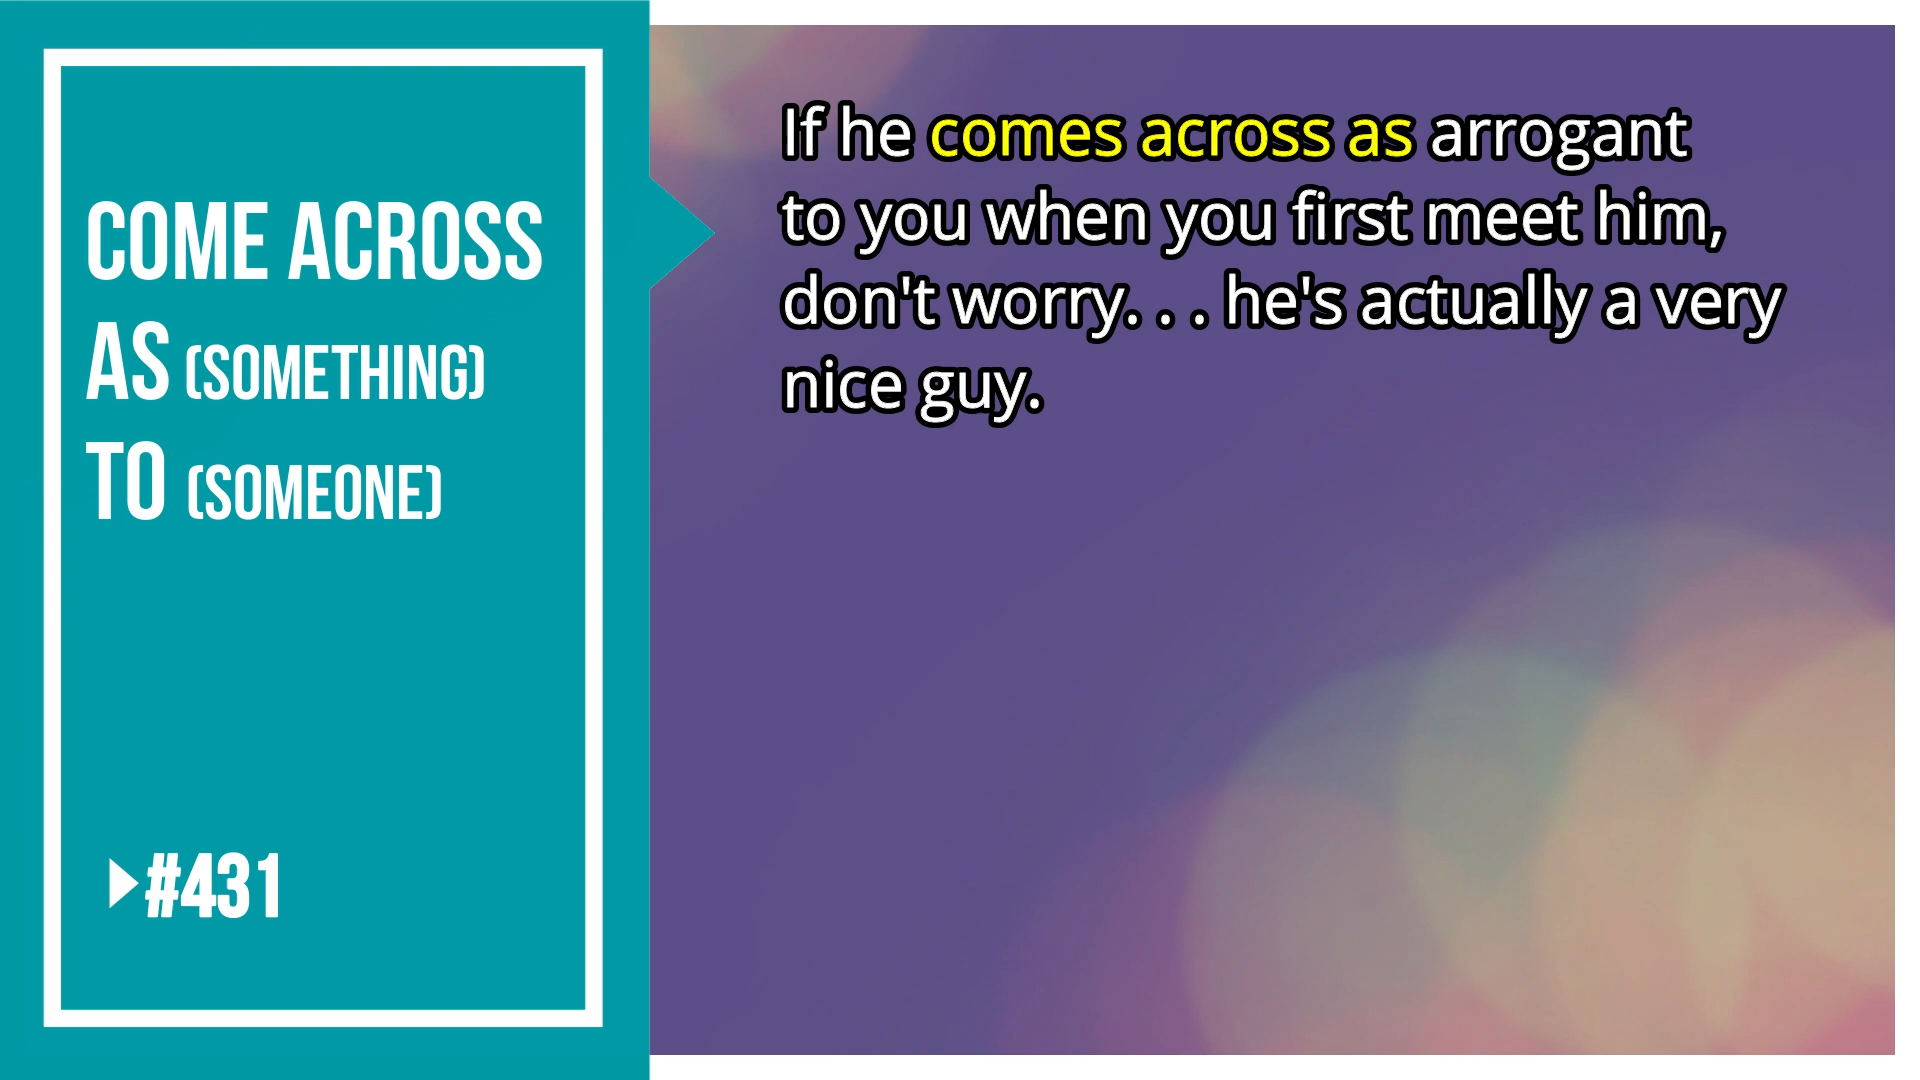 COME ACROSS
AS (SOMETHING)
TO (SOMEONE)
#431
If he comes across as arrogant
to you when you first meet him,
don't worry. . . he's actually a very
nice guy.